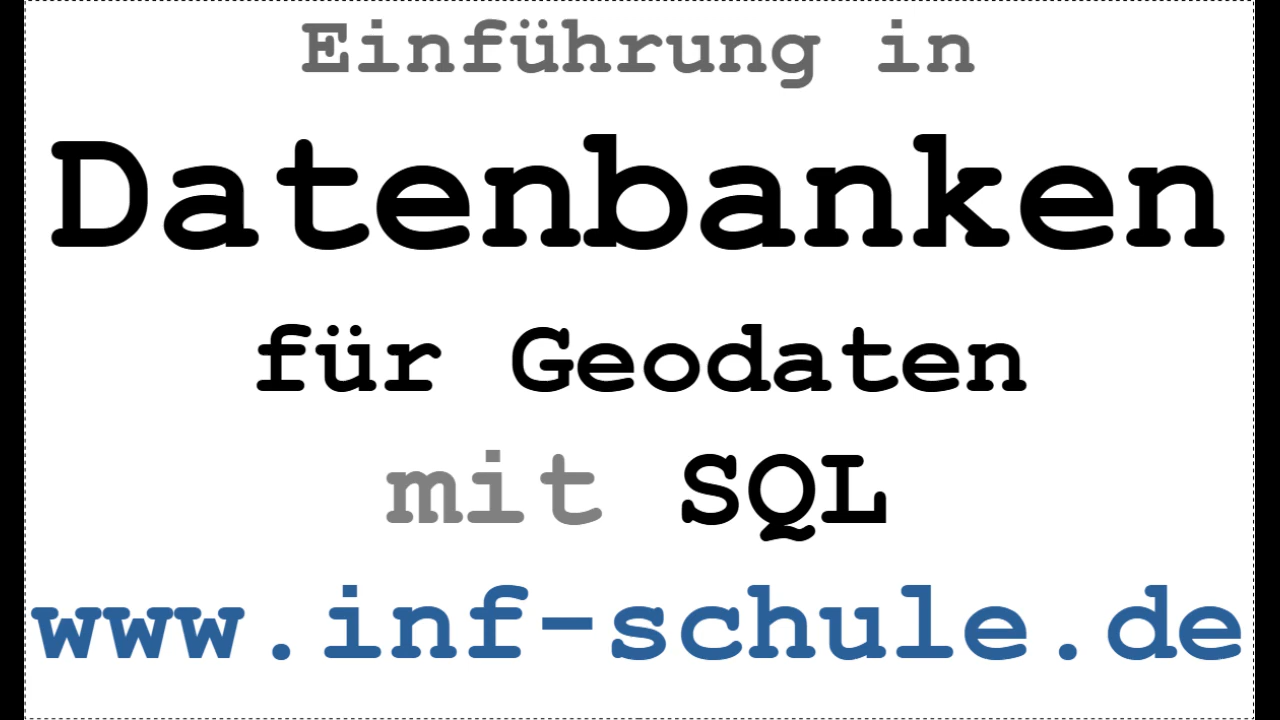 Einführung in
Datenbanken
für Geodaten
mit SQL
www.inf-schule.de